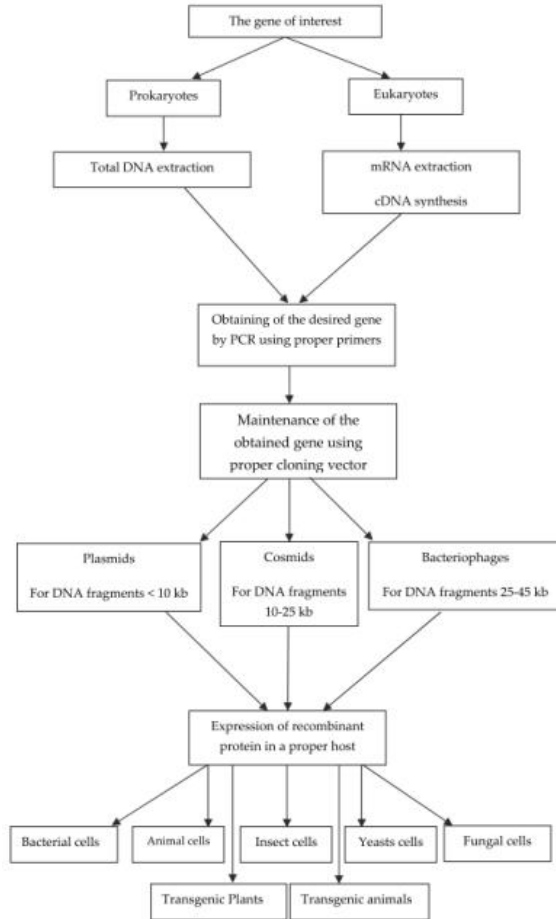 The gene of interest
Prokaryotes
Eukaryotes
Total DNA extraction
mRNA extraction
cDNA synthesis
Obtaining of the desired gene
by PCR using proper primers
Maintenance of the
obtained gene using
proper cloning vector
Plasmids
For DNA fragments < 10 kb
Cosmids
For DNA fragments
10-25 kb
Bacteriophages
For DNA fragments 25-45 kb
Expression of recombinant
protein in a proper host
Bacterial cells
Animal cells
Insect cells
Yeasts cells
Fungal cells
Transgenic Plants
Transgenic animals